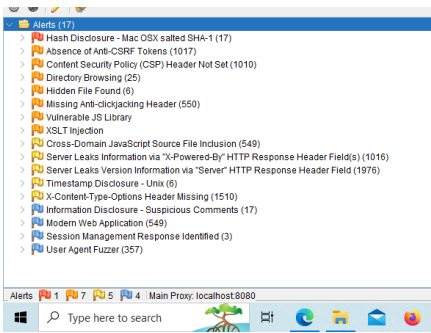 Alerts (17)
Hash Disclosure - Mac OSX salted SHA-1 (17)
Absence of Anti-CSRF Tokens (1017)
Content Security Policy (CSP) Header Not Set (1010)
Directory Browsing (25)
Hidden File Found (6)
Missing Anti-clickjacking Header (550)
Vulnerable JS Library
XSLT Injection
Cross-Domain JavaScript Source File Inclusion (549)
Server Leaks Information via "X-Powered-By" HTTP Response Header Field(s) (1016)
Server Leaks Version Information via "Server" HTTP Response Header Field (1976)
Timestamp Disclosure - Unix (6)
X-Content-Type-Options Header Missing (1510)
Information Disclosure - Suspicious Comments (17)
Modern Web Application (549)
Session Management Response Identified (3)
User Agent Fuzzer (357)
Alerts 1 7 5 4 Main Proxy: localhost:8080
Type here to search